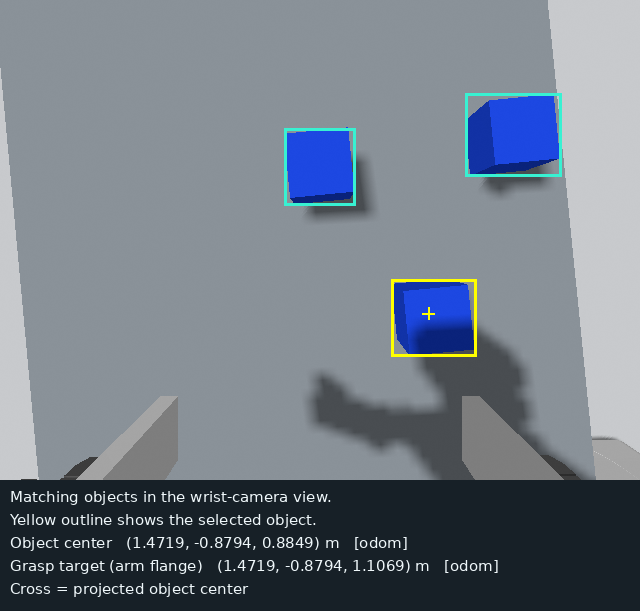 Matching objects in the wrist-camera view.
Yellow outline shows the selected object.
Object center   (1.4719, -0.8794, 0.8849) m   [odom]
Grasp target (arm flange)   (1.4719, -0.8794, 1.1069) m   [odom]
Cross = projected object center